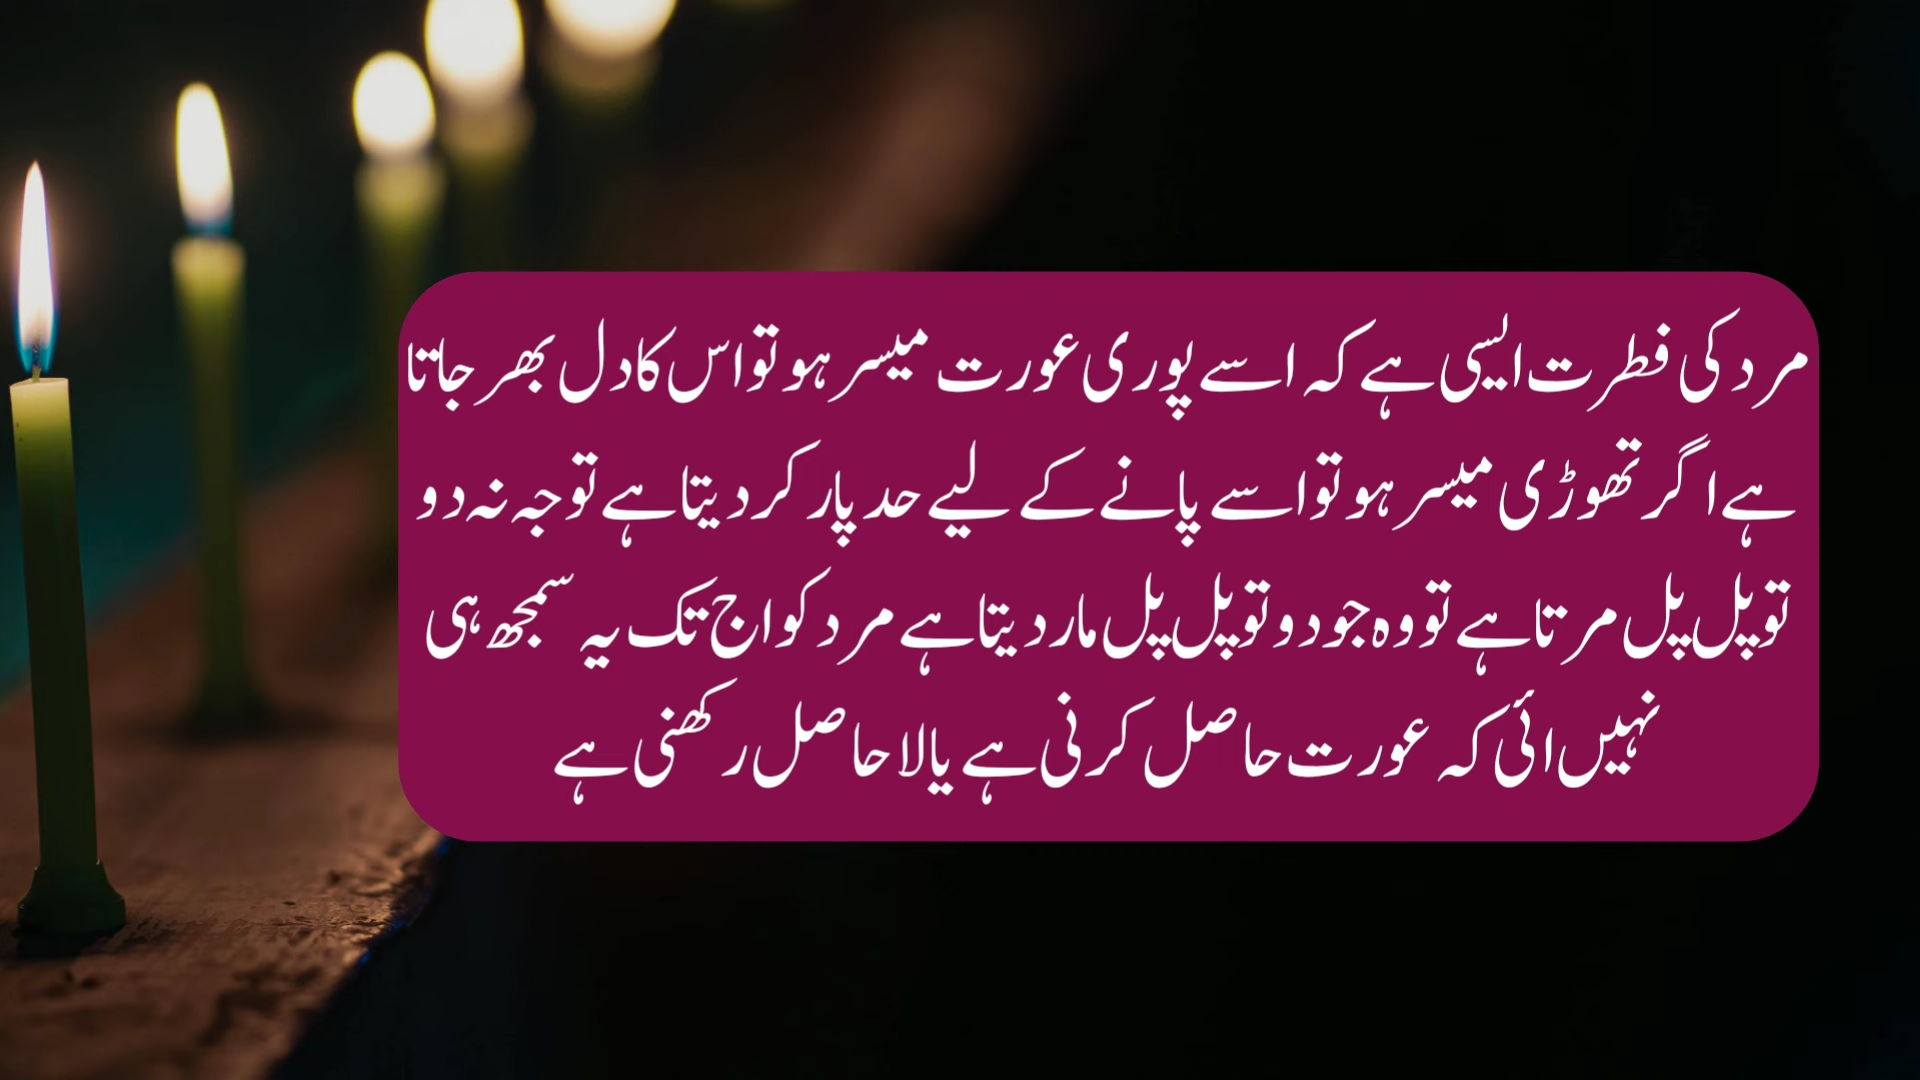 مرد کی فطرت ایسی ہے کہ اسے پوری عورت میسر ہو تو اس کا دل بھر جاتا
ہے اگر تھوڑی میسر ہو تو اسے پانے کے لیے حد پار کر دیتا ہے توجہ نہ دو
تو پل پل مرتا ہے تو وہ جو دو تو پل پل مار دیتا ہے مرد کو اج تک یہ سمجھ ہی
نہیں ائی کہ عورت حاصل کرنی ہے یا لا حاصل رکھنی ہے